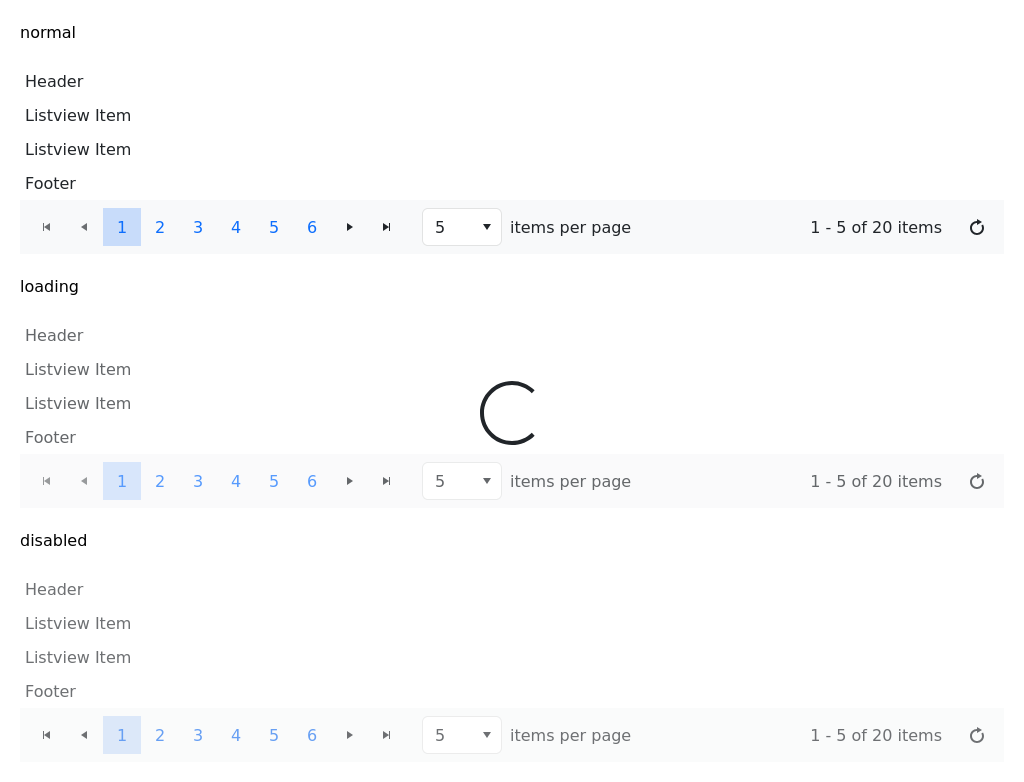 normal
Header
Listview Item
Listview Item
Footer
1 2 3 4 5 6 5 items per page 1 - 5 of 20 items
loading
Header
Listview Item
Listview Item
Footer
1 2 3 4 5 6 5 items per page 1 - 5 of 20 items
disabled
Header
Listview Item
Listview Item
Footer
1 2 3 4 5 6 5 items per page 1 - 5 of 20 items